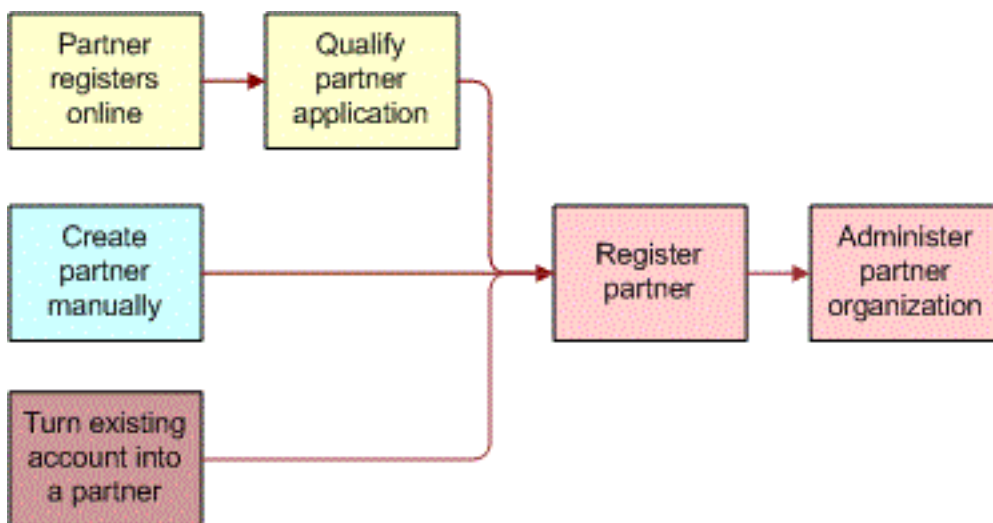 Partner
registers
online
Qualify
partner
application
Create
partner
manually
Register
partner
Administer
partner
organization
Turn existing
account into
a partner